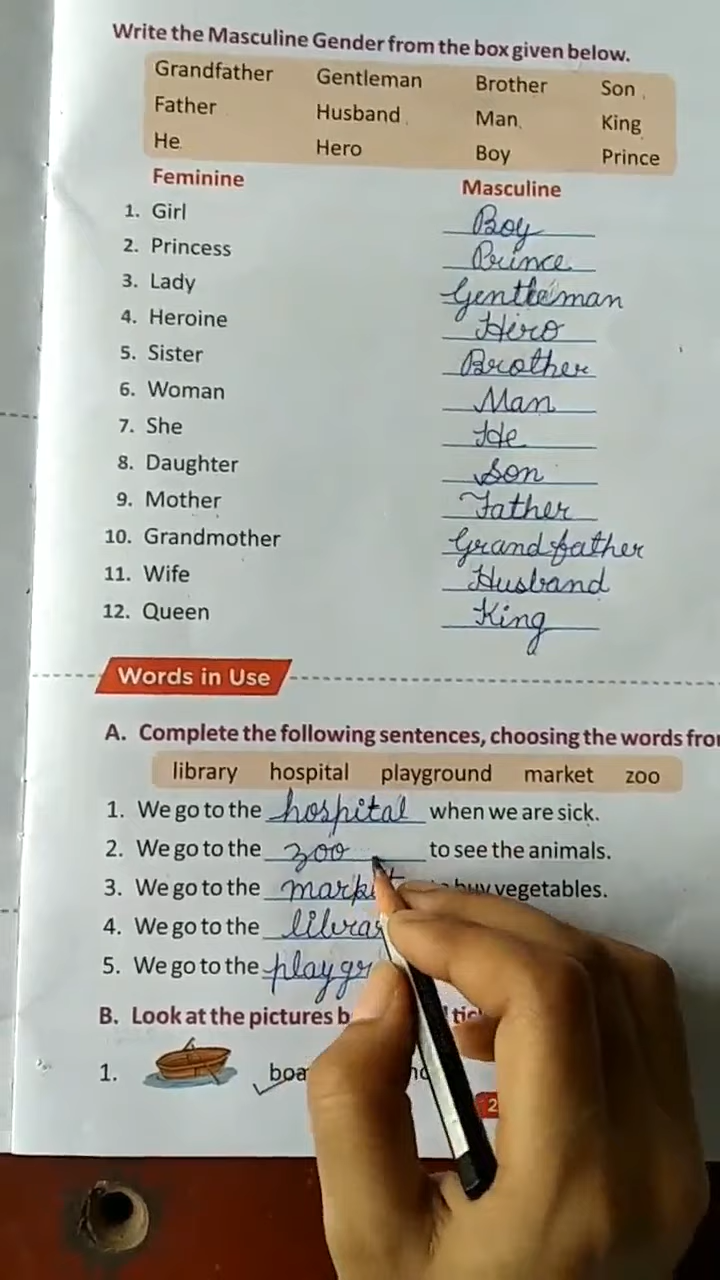 Write the Masculine Gender from the box given below.
Grandfather Gentleman Brother Son
Father Husband Man King
He Hero Boy Prince
Feminine Masculine
1. Girl Boy
2. Princess Prince
3. Lady Gentleman
4. Heroine Hero
5. Sister Brother
6. Woman Man
7. She He
8. Daughter Son
9. Mother Father
10. Grandmother Grandfather
11. Wife Husband
12. Queen King
Words in Use
A. Complete the following sentences, choosing the words
library hospital playground market zoo
1. We go to the hospital when we are sick.
2. We go to the zoo to see the animals.
3. We go to the market buy vegetables.
4. We go to the
5. We go to the
B. Look at the pictures
1.